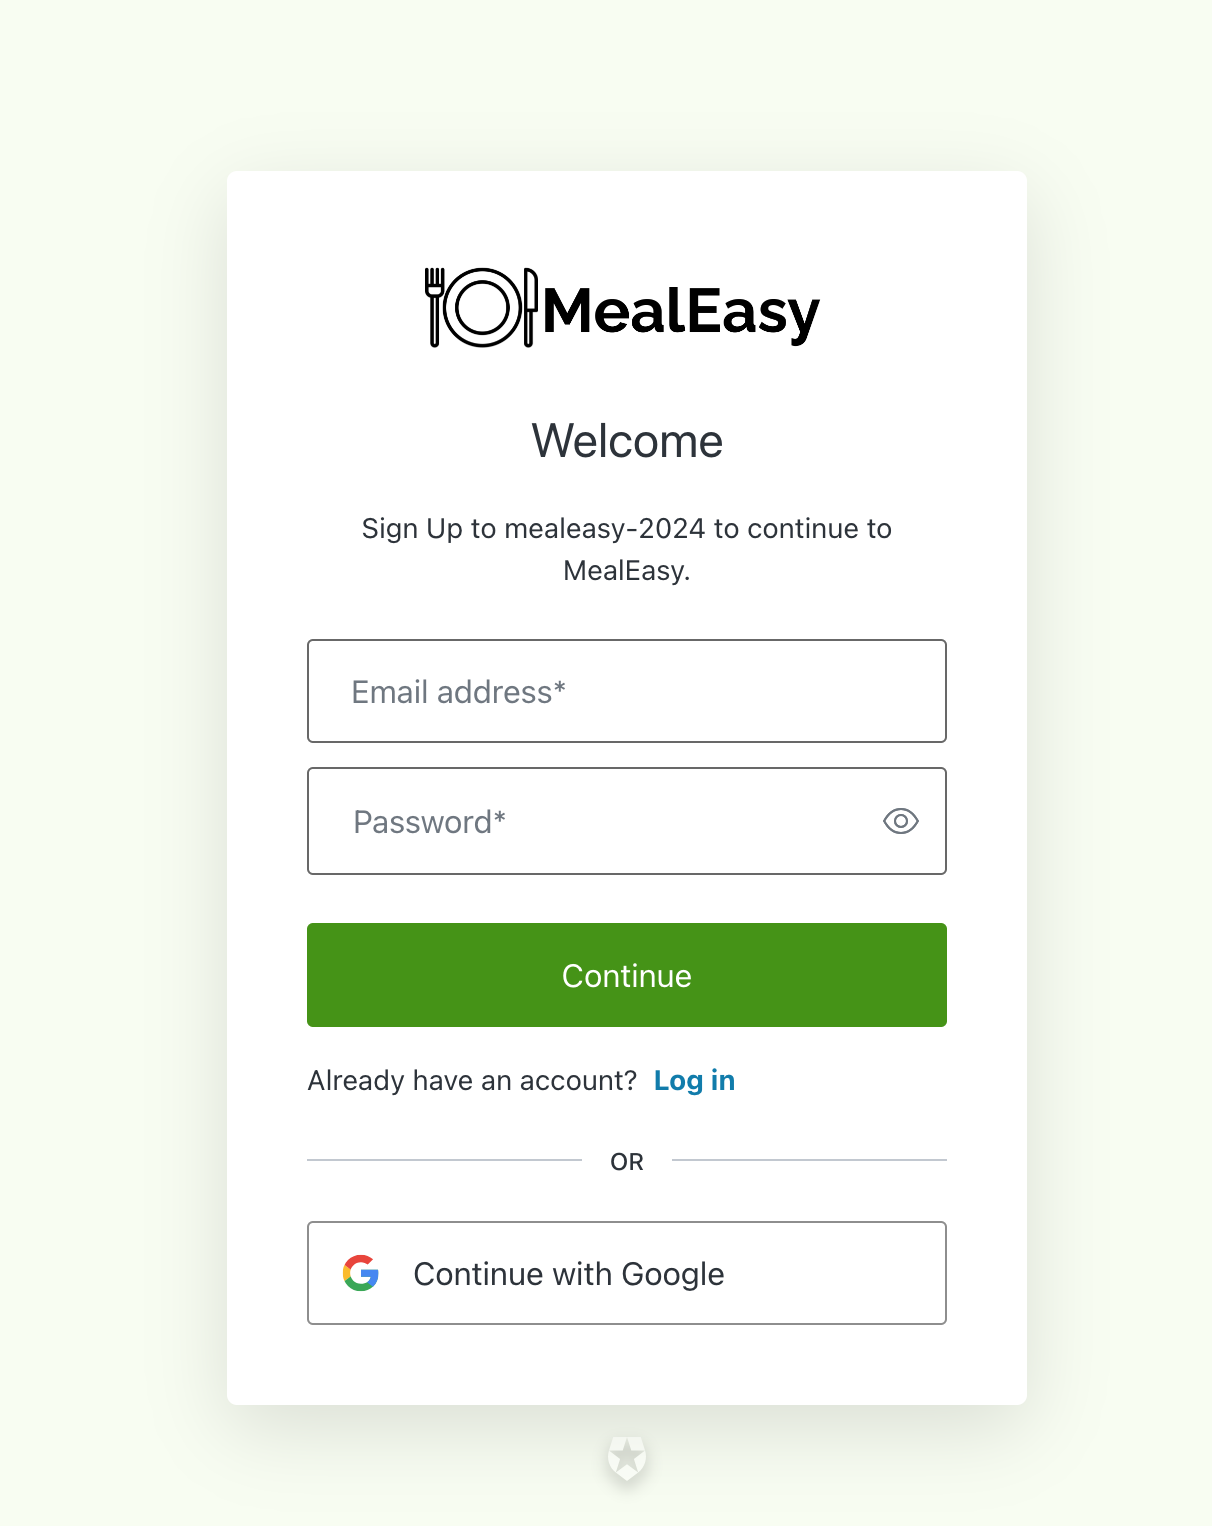 MealEasy
Welcome
Sign Up to mealeasy-2024 to continue to
MealEasy.
Email address*
Password*
Continue
Already have an account? Log in
OR
Continue with Google